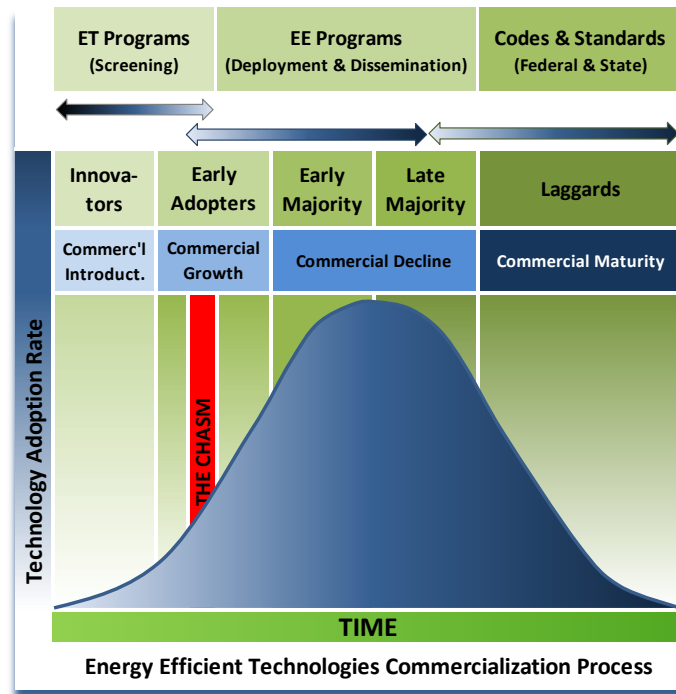 ET Programs
(Screening)
EE Programs
(Deployment & Dissemination)
Codes & Standards
(Federal & State)
Innova-
tors
Early
Adopters
Early
Majority
Late
Majority
Laggards
Commerc'l
Introduct.
Commercial
Growth
Commercial Decline
Commercial Maturity
Technology Adoption Rate
THE CHASM
TIME
Energy Efficient Technologies Commercialization Process